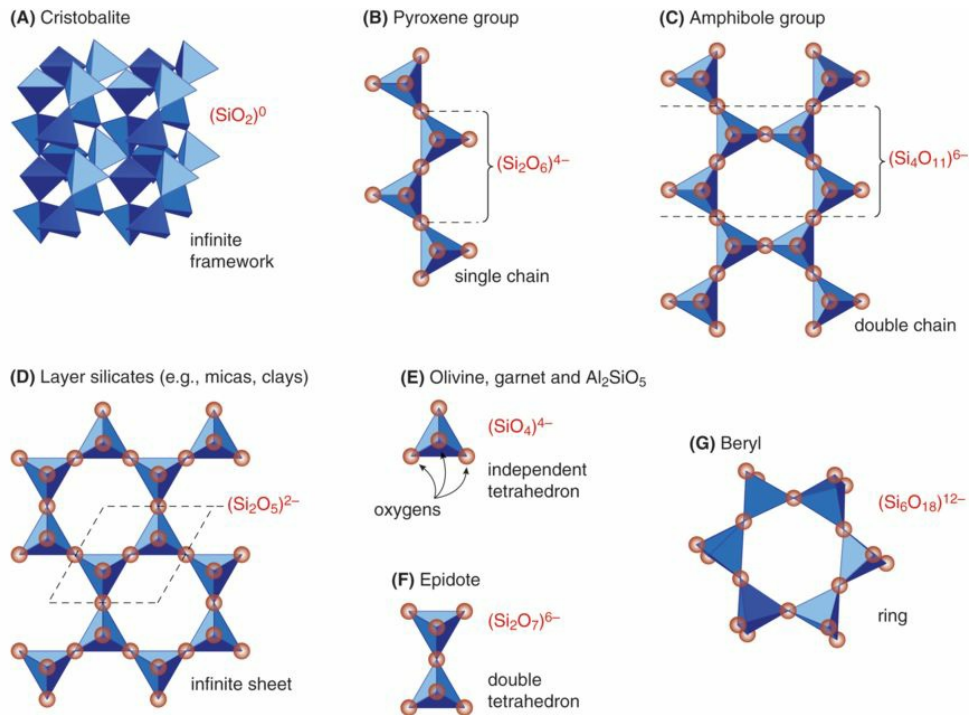 (A) Cristobalite
(SiO₂)⁰
infinite
framework
(B) Pyroxene group
(Si₂O₆)⁴⁻
single chain
(C) Amphibole group
(Si₄O₁₁)⁶⁻
double chain
(D) Layer silicates (e.g., micas, clays)
(Si₂O₅)²⁻
infinite sheet
(E) Olivine, garnet and Al₂SiO₅
(SiO₄)⁴⁻
independent
tetrahedron
oxygens
(F) Epidote
(Si₂O₇)⁶⁻
double
tetrahedron
(G) Beryl
(Si₆O₁₈)¹²⁻
ring